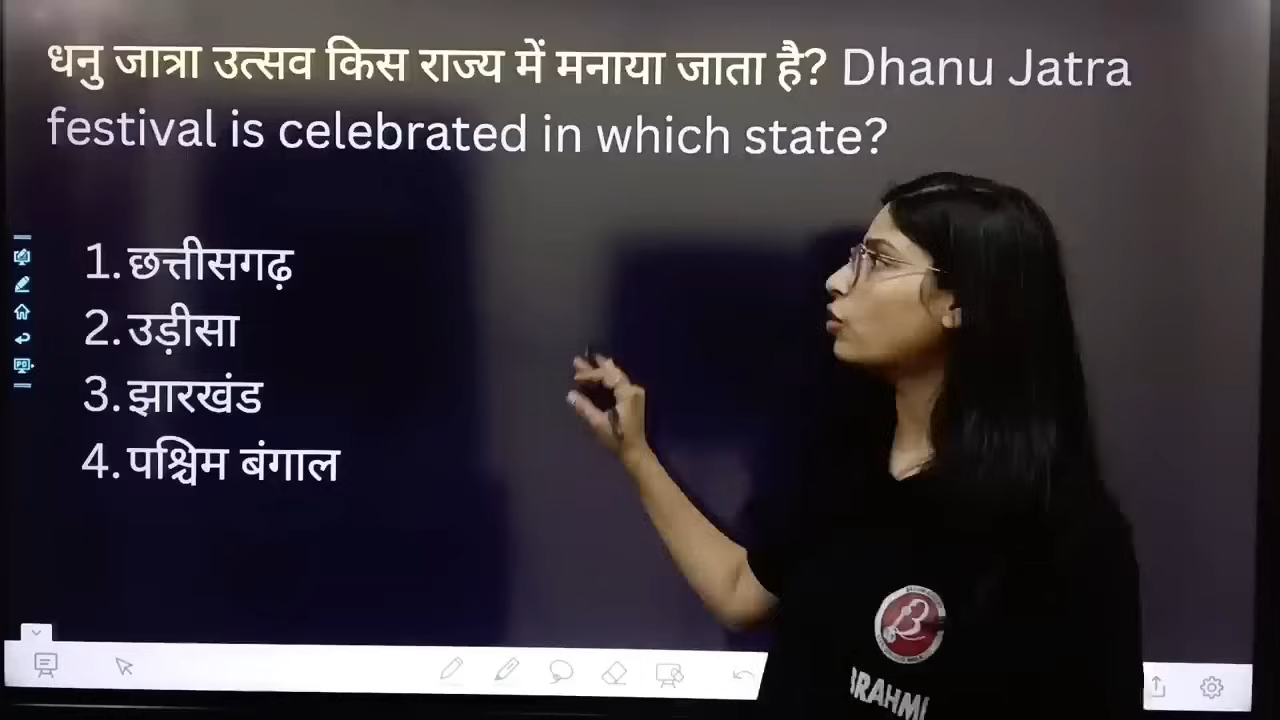 धनु जात्रा उत्सव किस राज्य में मनाया जाता है? Dhanu Jatra
festival is celebrated in which state?
1. छत्तीसगढ़
2. उड़ीसा
3. झारखंड
4. पश्चिम बंगाल